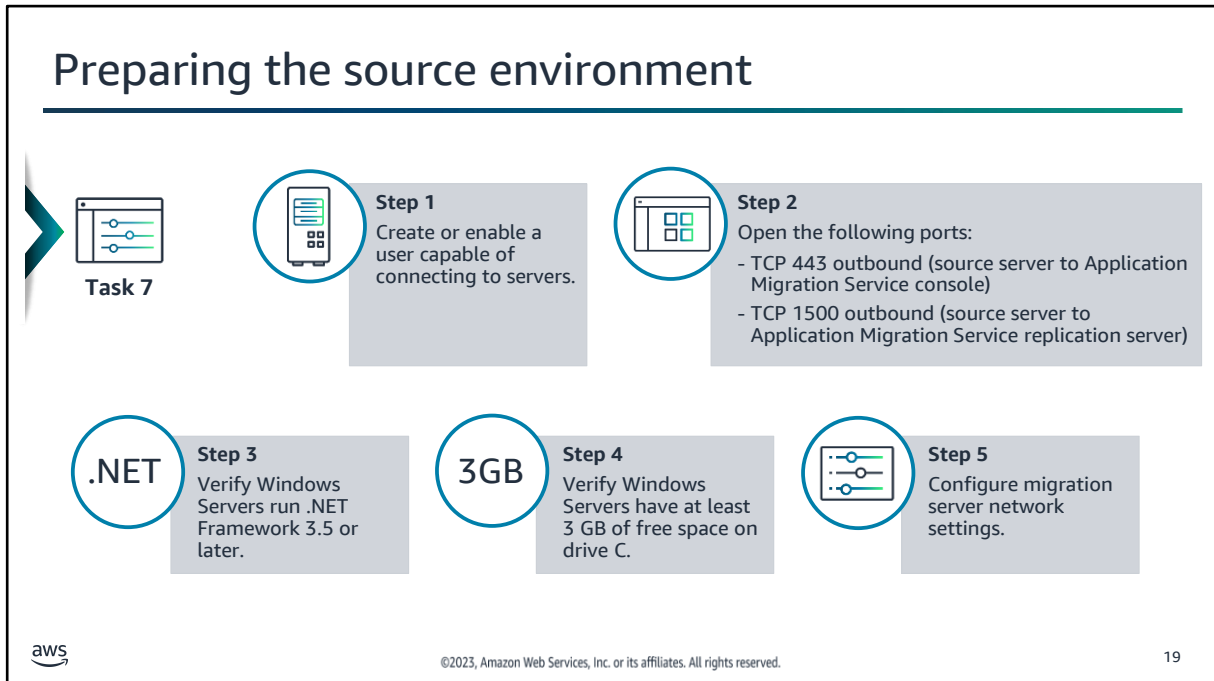 Preparing the source environment
Task 7
Step 1
Create or enable a
user capable of
connecting to servers.
Step 2
Open the following ports:
- TCP 443 outbound (source server to Application
Migration Service console)
- TCP 1500 outbound (source server to
Application Migration Service replication server)
.NET
Step 3
Verify Windows
Servers run .NET
Framework 3.5 or
later.
3GB
Step 4
Verify Windows
Servers have at least
3 GB of free space on
drive C.
Step 5
Configure migration
server network
settings.
aws
©2023, Amazon Web Services, Inc. or its affiliates. All rights reserved.
19